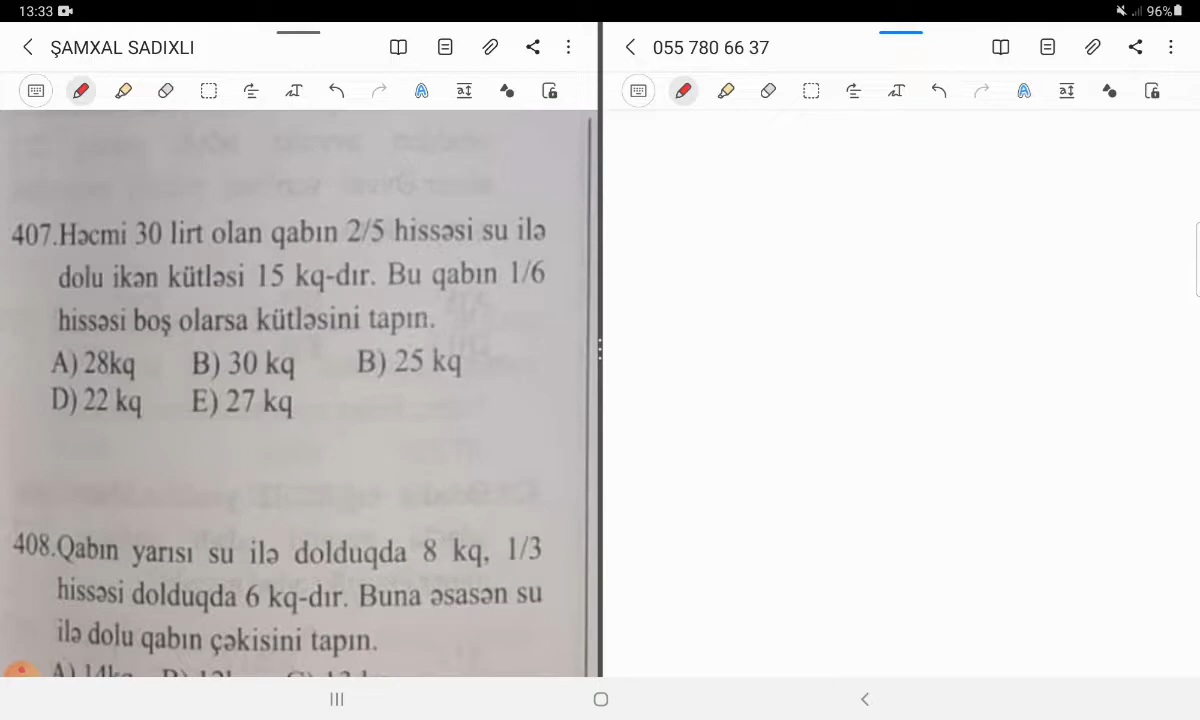 13:33
96%
ŞAMXAL SADIXLI
055 780 66 37
407.Həcmi 30 lirt olan qabın 2/5 hissəsi su ilə
dolu ikən kütləsi 15 kq-dır. Bu qabın 1/6
hissəsi boş olarsa kütləsini tapın.
A) 28kq B) 30 kq B) 25 kq
D) 22 kq E) 27 kq
408.Qabın yarısı su ilə dolduqda 8 kq, 1/3
hissəsi dolduqda 6 kq-dır. Buna əsasən su
ilə dolu qabın çəkisini tapın.
A) 14kq